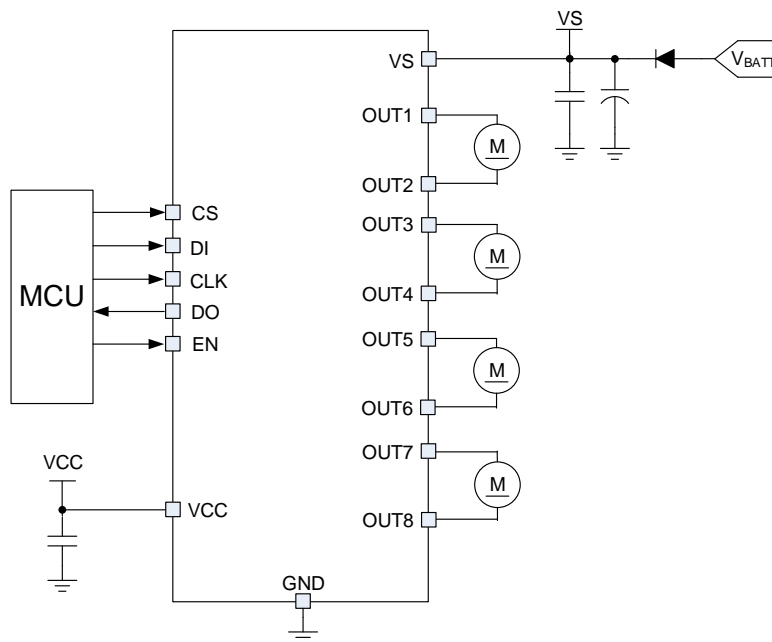 VS
VS
V_BATT
OUT1
M
OUT2
CS
OUT3
DI
M
CLK
MCU
OUT4
DO
EN
OUT5
M
OUT6
OUT7
VCC
M
VCC
OUT8
GND